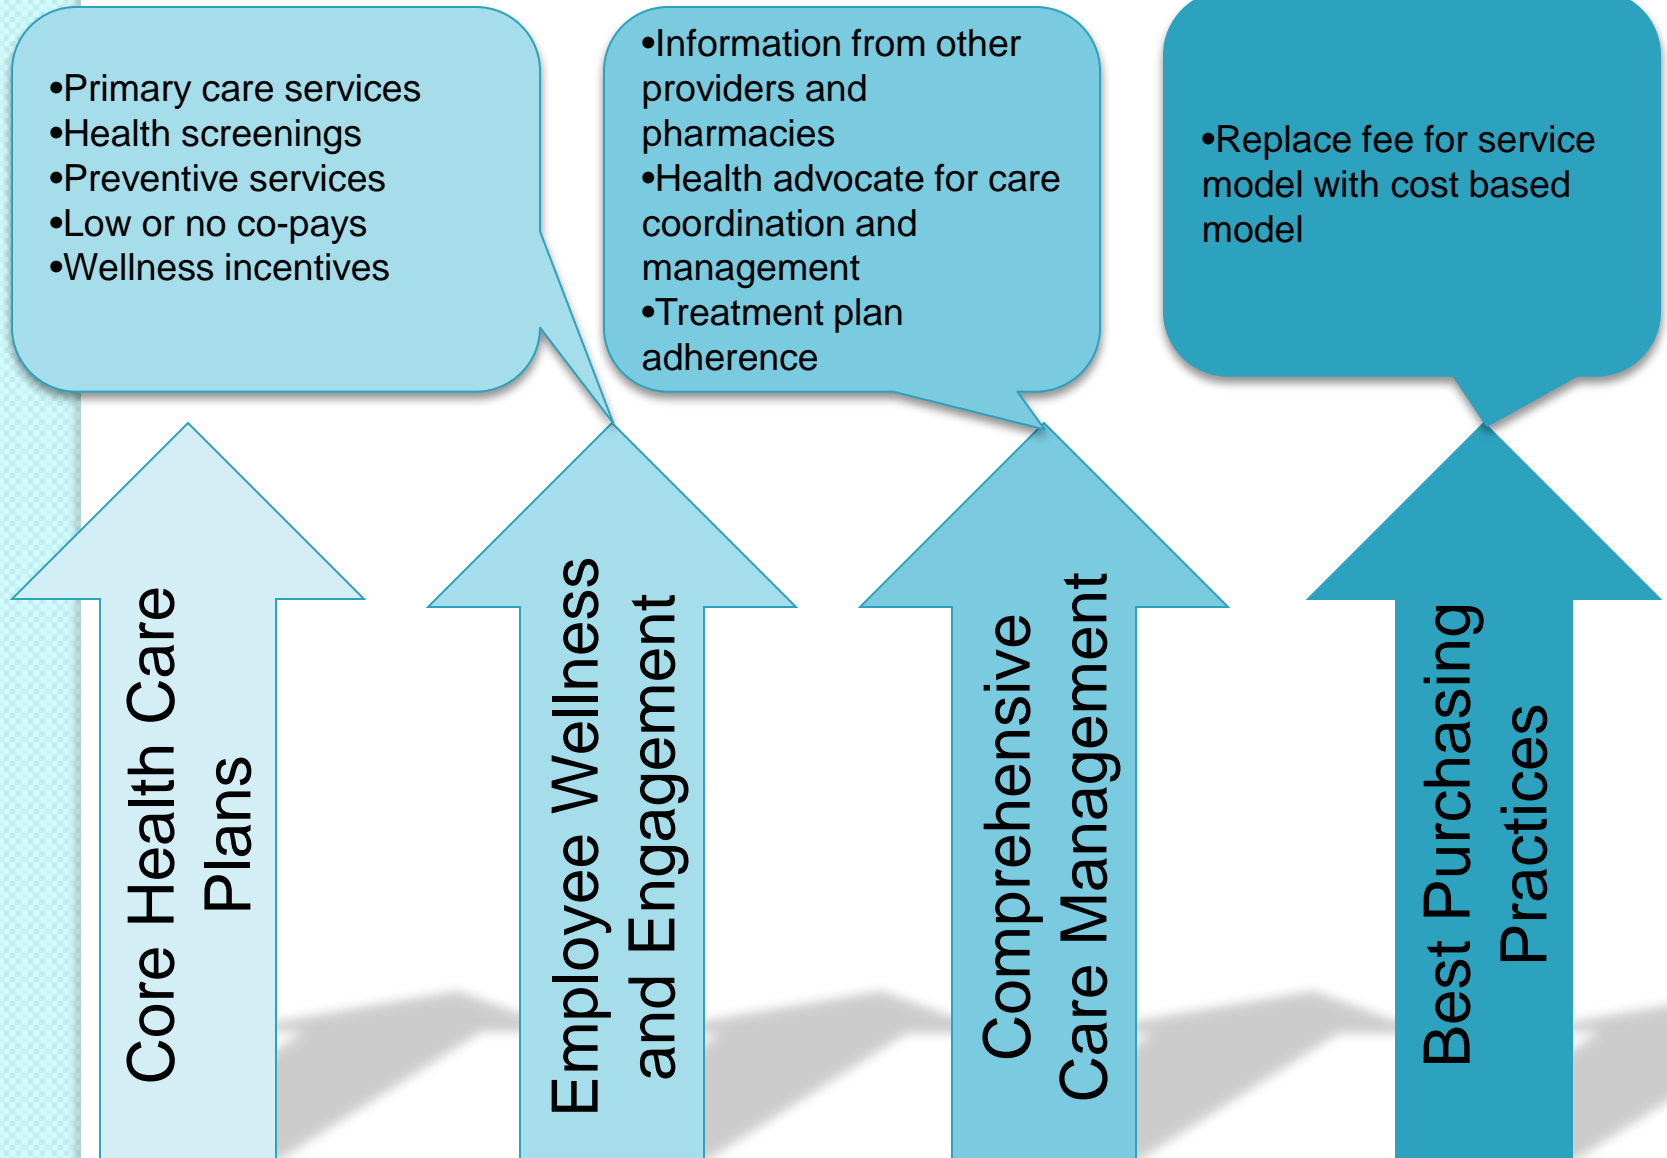 •Primary care services
•Health screenings
•Preventive services
•Low or no co-pays
•Wellness incentives
•Information from other
providers and
pharmacies
•Health advocate for care
coordination and
management
•Treatment plan
adherence
•Replace fee for service
model with cost based
model
Core Health Care
Plans
Employee Wellness
and Engagement
Comprehensive
Care Management
Best Purchasing
Practices